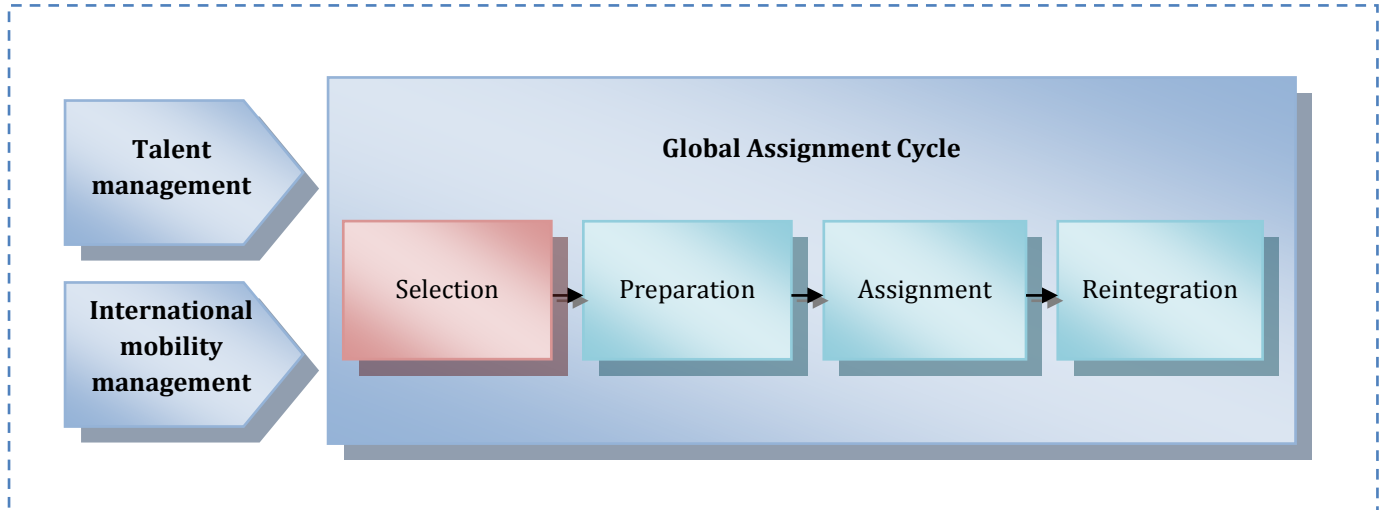 Talent
management
International
mobility
management
Global Assignment Cycle
Selection
Preparation
Assignment
Reintegration